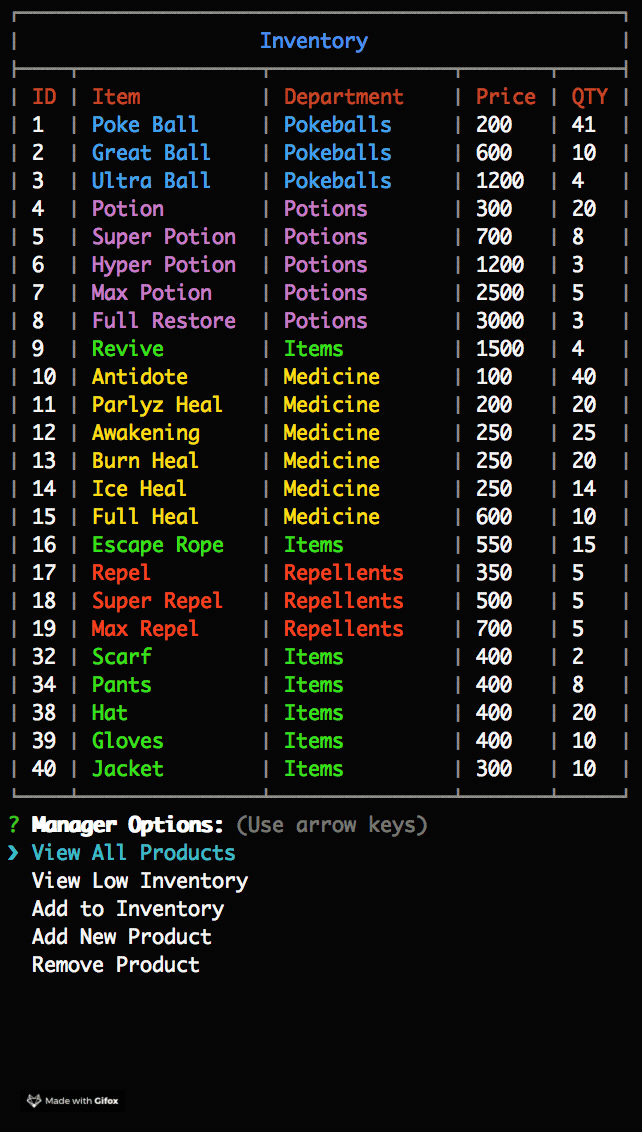 Inventory
| ID | Item | Department | Price | QTY |
| 1 | Poke Ball | Pokeballs | 200 | 41 |
| 2 | Great Ball | Pokeballs | 600 | 10 |
| 3 | Ultra Ball | Pokeballs | 1200 | 4 |
| 4 | Potion | Potions | 300 | 20 |
| 5 | Super Potion | Potions | 700 | 8 |
| 6 | Hyper Potion | Potions | 1200 | 3 |
| 7 | Max Potion | Potions | 2500 | 5 |
| 8 | Full Restore | Potions | 3000 | 3 |
| 9 | Revive | Items | 1500 | 4 |
| 10 | Antidote | Medicine | 100 | 40 |
| 11 | Parlyz Heal | Medicine | 200 | 20 |
| 12 | Awakening | Medicine | 250 | 25 |
| 13 | Burn Heal | Medicine | 250 | 20 |
| 14 | Ice Heal | Medicine | 250 | 14 |
| 15 | Full Heal | Medicine | 600 | 10 |
| 16 | Escape Rope | Items | 550 | 15 |
| 17 | Repel | Repellents | 350 | 5 |
| 18 | Super Repel | Repellents | 500 | 5 |
| 19 | Max Repel | Repellents | 700 | 5 |
| 32 | Scarf | Items | 400 | 2 |
| 34 | Pants | Items | 400 | 8 |
| 38 | Hat | Items | 400 | 20 |
| 39 | Gloves | Items | 400 | 10 |
| 40 | Jacket | Items | 300 | 10 |
? Manager Options: (Use arrow keys)
❯ View All Products
View Low Inventory
Add to Inventory
Add New Product
Remove Product
Made with Gifox